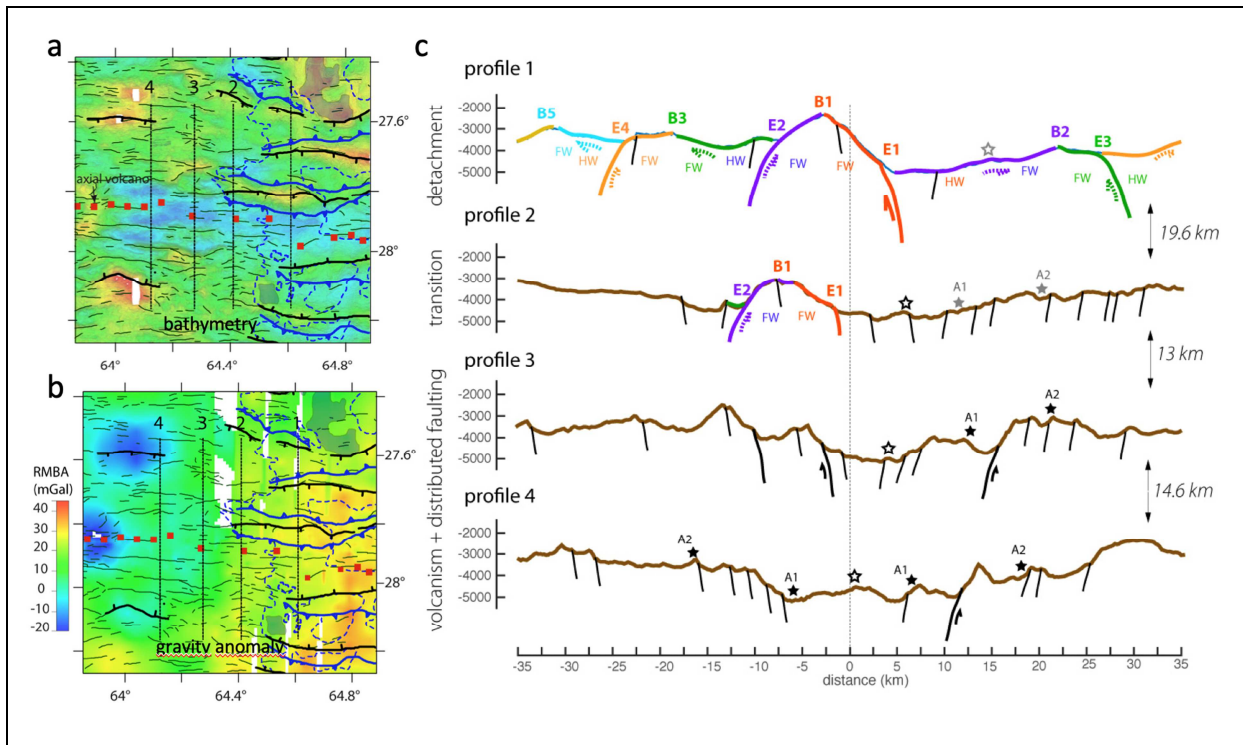 a
4
3
2
1
axial volcano
bathymetry
27.6°
28°
64°
64.4°
64.8°
b
RMBA
(mGal)
40
30
20
10
0
-10
-20
4
3
2
1
gravity anomaly
27.6°
28°
64°
64.4°
64.8°
c
profile 1
detachment
-2000
-3000
-4000
-5000
B5
E4
B3
E2
B1
E1
B2
E3
FW
HW
FW
FW
HW
FW
FW
HW
FW
FW
HW
19.6 km
profile 2
transition
-2000
-3000
-4000
-5000
E2
B1
E1
FW
FW
A1
A2
13 km
profile 3
volcanism + distributed faulting
-2000
-3000
-4000
-5000
A1
A2
14.6 km
profile 4
-2000
-3000
-4000
-5000
A2
A1
A1
A2
-35
-30
-25
-20
-15
-10
-5
0
5
10
15
20
25
30
35
distance (km)